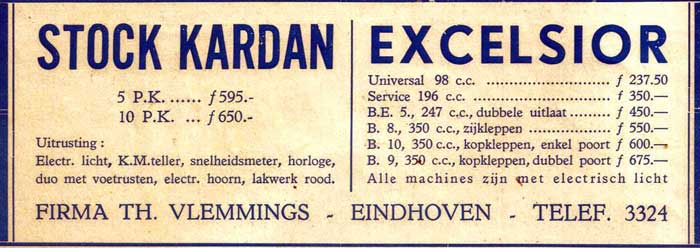 STOCK KARDAN
5 P.K. ...... ƒ 595.-
10 P.K. ... ƒ 650.-
Uitrusting :
Electr. licht, K.M.teller, snelheidsmeter, horloge,
duo met voetrusten, electr. hoorn, lakwerk rood.
EXCELSIOR
Universal 98 c.c. ............................ ƒ 237.50
Service 196 c.c. ................................ ƒ 350.—
B.E. 5., 247 c.c., dubbele uitlaat ......... ƒ 450.—
B. 8., 350 c.c., zijkleppen .................. ƒ 550.—
B. 10, 350 c.c., kopkleppen, enkel poort ƒ 600.—
B. 9, 350 c.c., kopkleppen, dubbel poort ƒ 675.—
Alle machines zijn met electrisch licht
FIRMA TH. VLEMMINGS - EINDHOVEN - TELEF. 3324